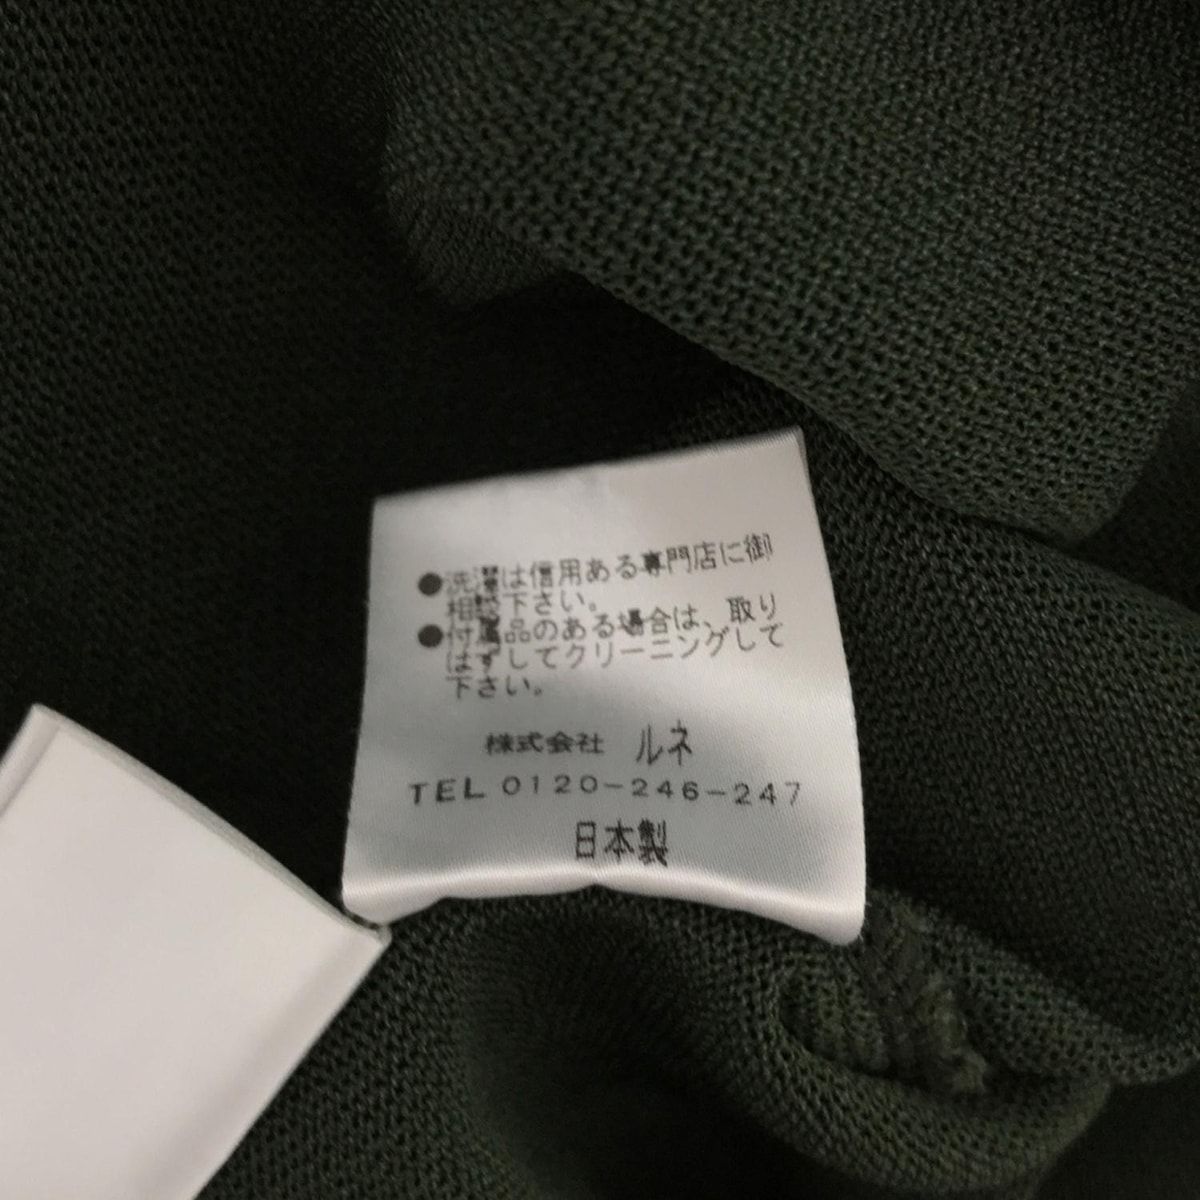 ●洗濯は信用ある専門店に御
相談下さい。
●付属品のある場合は、取り
はずしてクリーニングして
下さい。
株式会社 ルネ
TEL 0120-246-247
日本製